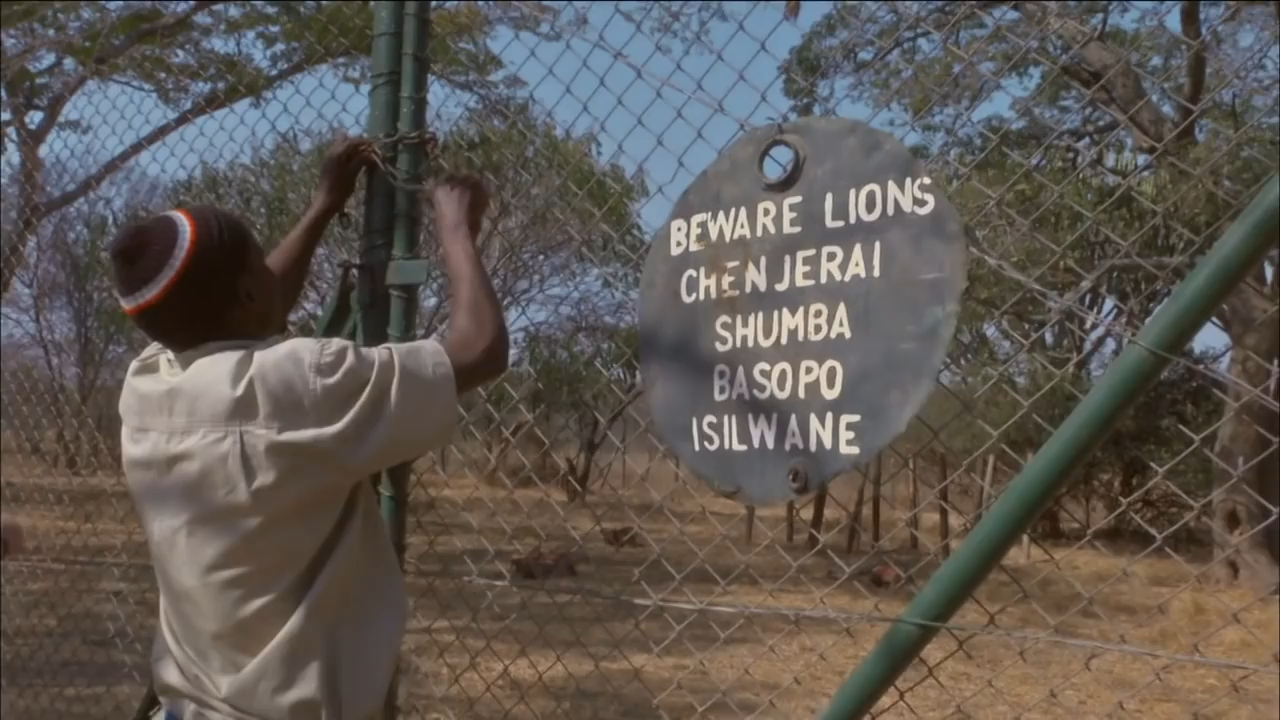 BEWARE LIONS
CHENJERAI
SHUMBA
BASOPO
ISILWANE